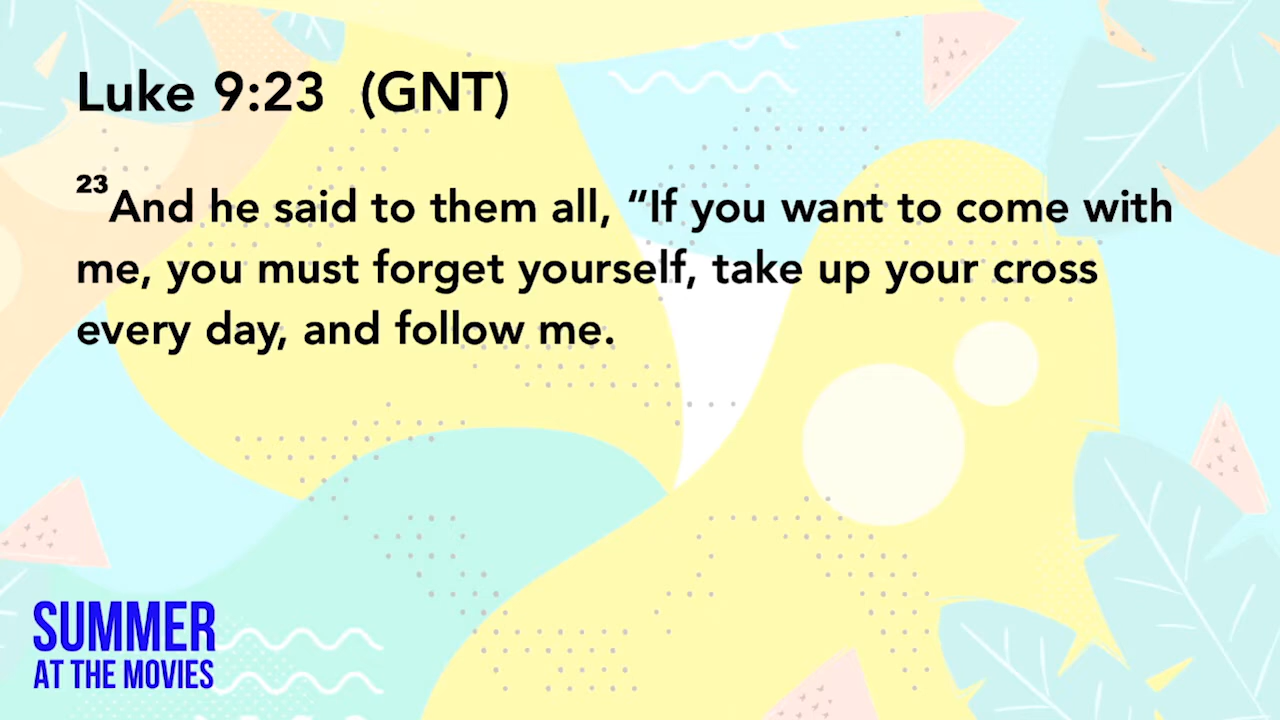 Luke 9:23 (GNT)
23And he said to them all, “If you want to come with
me, you must forget yourself, take up your cross
every day, and follow me.
SUMMER
AT THE MOVIES